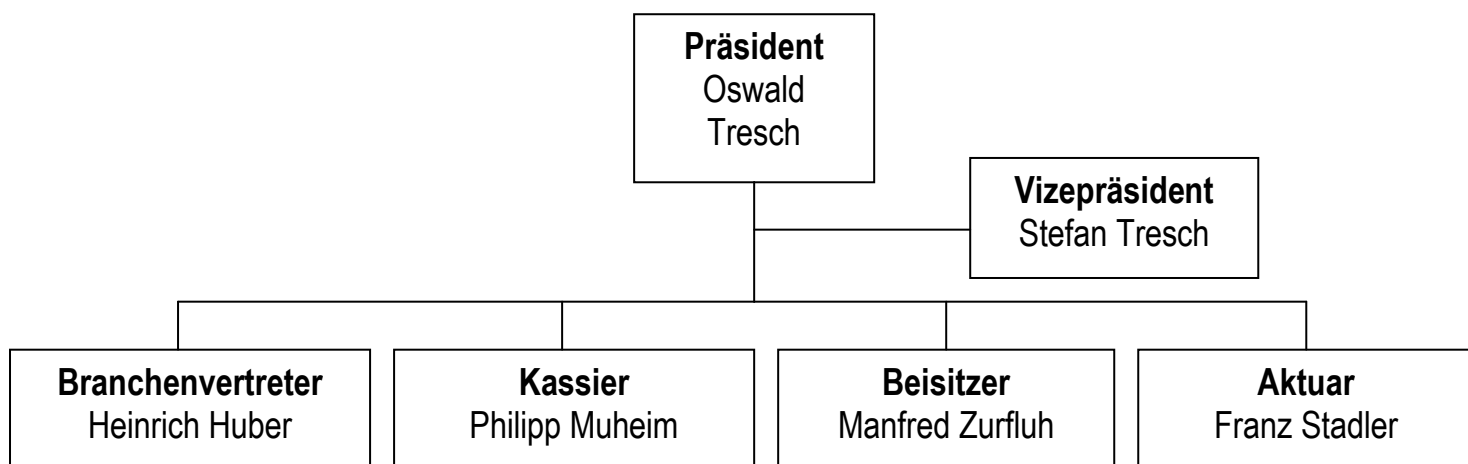 Präsident
Oswald
Tresch
Vizepräsident
Stefan Tresch
Branchenvertreter
Heinrich Huber
Kassier
Philipp Muheim
Beisitzer
Manfred Zurfluh
Aktuar
Franz Stadler